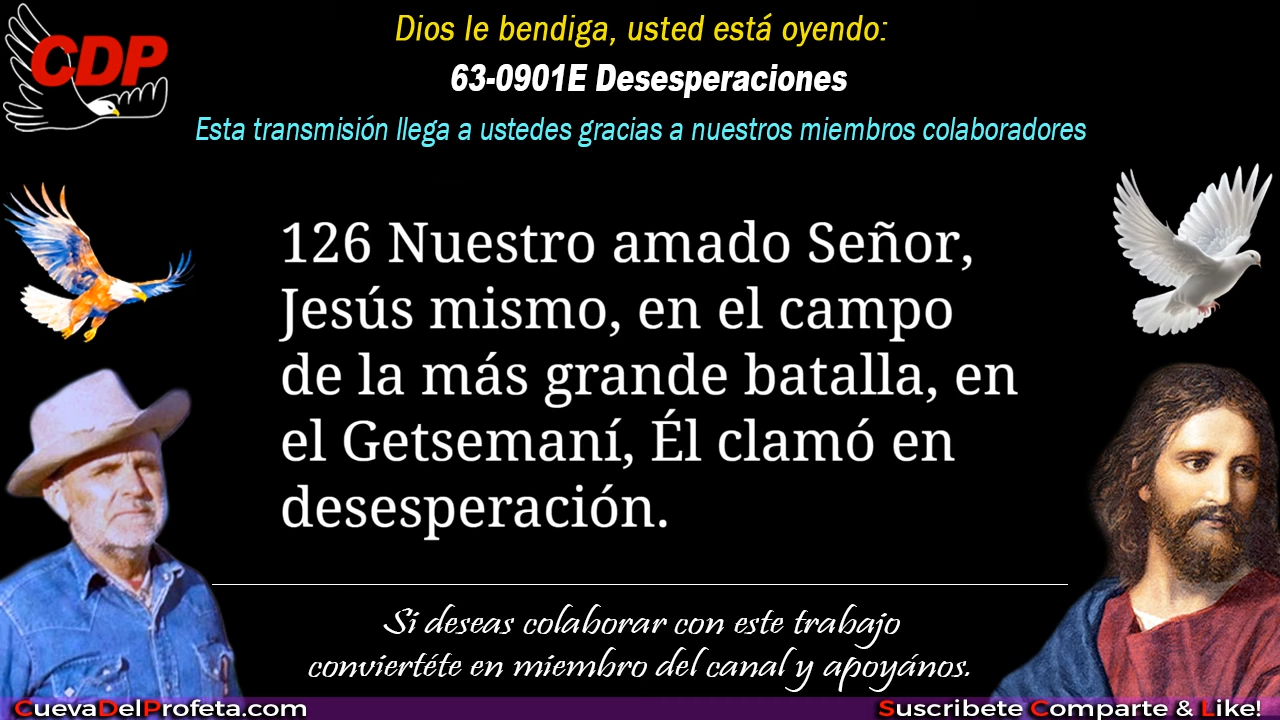 CDP
Dios le bendiga, usted está oyendo:
63-0901E Desesperaciones
Esta transmisión llega a ustedes gracias a nuestros miembros colaboradores
126 Nuestro amado Señor,
Jesús mismo, en el campo
de la más grande batalla, en
el Getsemaní, Él clamó en
desesperación.
Si deseas colaborar con este trabajo
conviertéte en miembro del canal y apoyános.
CuevaDelProfeta.com
Suscribete Comparte & Like!